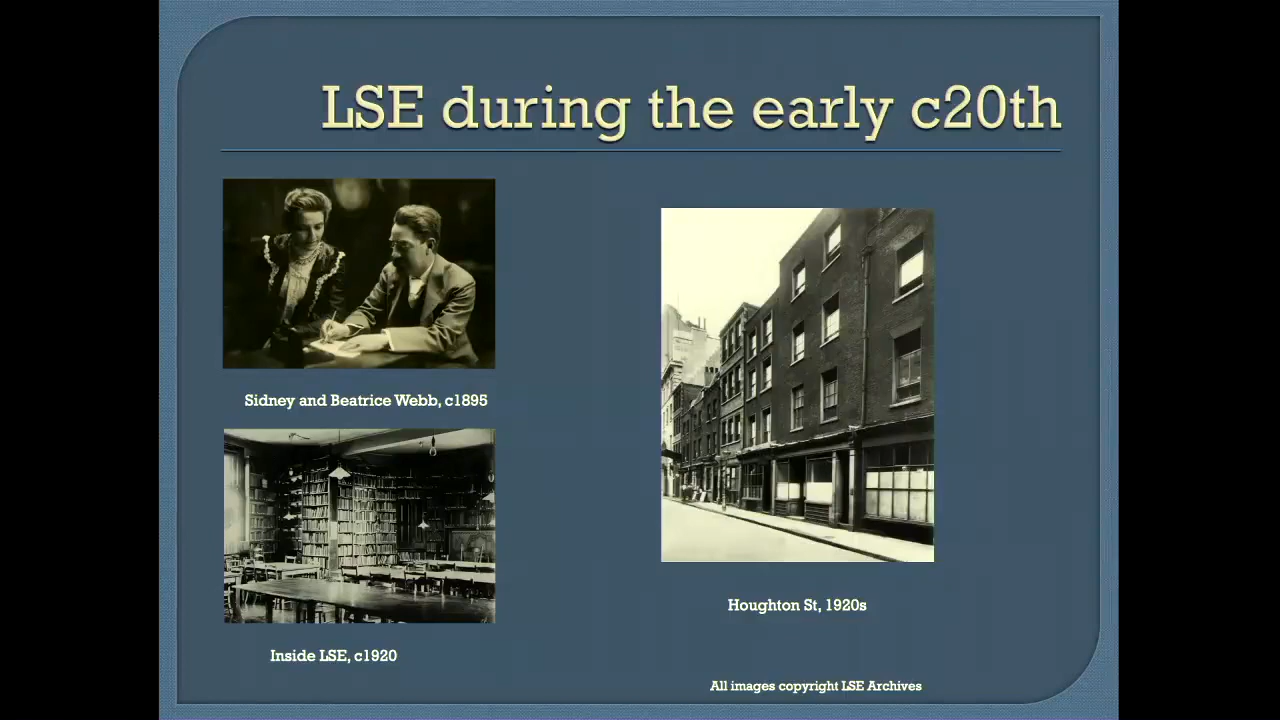 LSE during the early c20th
Sidney and Beatrice Webb, c1895
Inside LSE, c1920
Houghton St, 1920s
All images copyright LSE Archives